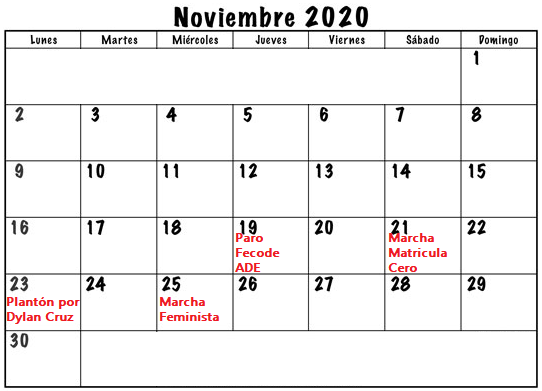 Noviembre 2020
Lunes Martes Miércoles Jueves Viernes Sábado Domingo
1
2 3 4 5 6 7 8
9 10 11 12 13 14 15
16 17 18 19 20 21 22
Paro
Fecode
ADE
Marcha
Matricula
Cero
23 24 25 26 27 28 29
Plantón por
Dylan Cruz
Marcha
Feminista
30